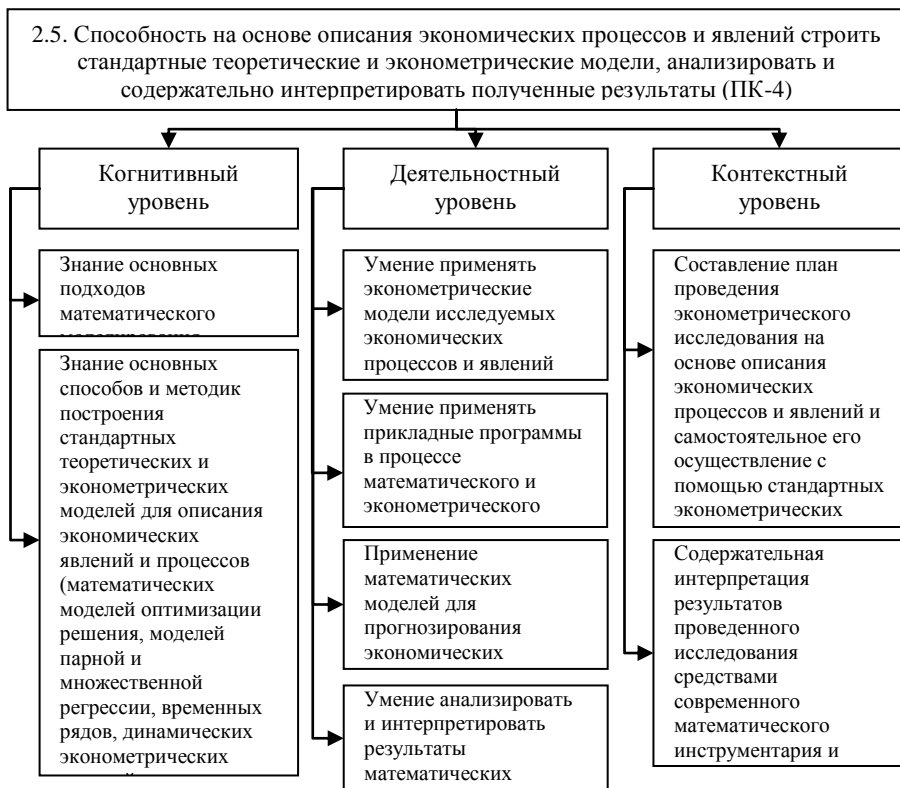 2.5. Способность на основе описания экономических процессов и явлений строить
стандартные теоретические и эконометрические модели, анализировать и
содержательно интерпретировать полученные результаты (ПК-4)
Когнитивный
уровень
Знание основных
подходов
математического
Знание основных
способов и методик
построения
стандартных
теоретических и
эконометрических
моделей для описания
экономических
явлений и процессов
(математических
моделей оптимизации
решения, моделей
парной и
множественной
регрессии, временных
рядов, динамических
эконометрических
Деятельностный
уровень
Умение применять
эконометрические
модели исследуемых
экономических
процессов и явлений
Умение применять
прикладные программы
в процессе
математического и
эконометрического
Применение
математических
моделей для
прогнозирования
экономических
Умение анализировать
и интерпретировать
результаты
математических
Контекстный
уровень
Составление план
проведения
эконометрического
исследования на
основе описания
экономических
процессов и явлений и
самостоятельное его
осуществление с
помощью стандартных
эконометрических
Содержательная
интерпретация
результатов
проведенного
исследования
средствами
современного
математического
инструментария и